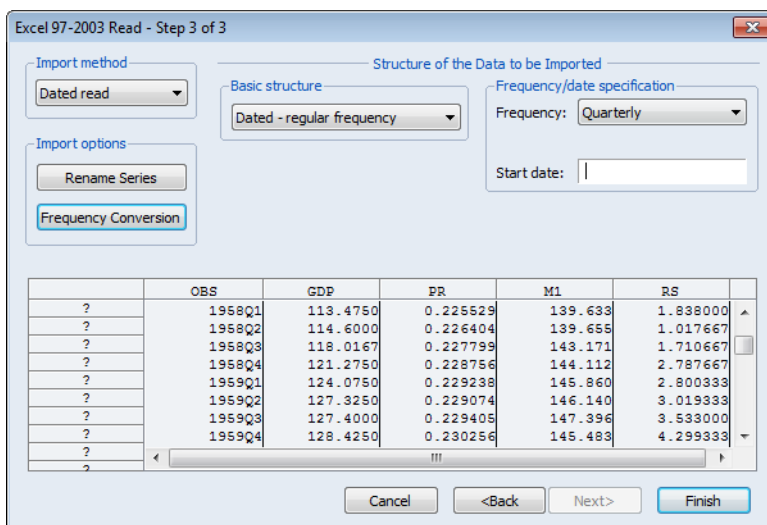 Excel 97-2003 Read - Step 3 of 3
Import method
Dated read
Import options
Rename Series
Frequency Conversion
Structure of the Data to be Imported
Basic structure
Dated - regular frequency
Frequency/date specification
Frequency: Quarterly
Start date:
OBS GDP PR M1 RS
? 1958Q1 113.4750 0.225529 139.633 1.838000
? 1958Q2 114.6000 0.226404 139.655 1.017667
? 1958Q3 118.0167 0.227799 143.171 1.710667
? 1958Q4 121.2750 0.228756 144.112 2.787667
? 1959Q1 124.0750 0.229238 145.860 2.800333
? 1959Q2 127.3250 0.229074 146.140 3.019333
? 1959Q3 127.4000 0.229405 147.396 3.533000
? 1959Q4 128.4250 0.230256 145.483 4.299333
?
?
Cancel <Back Next> Finish